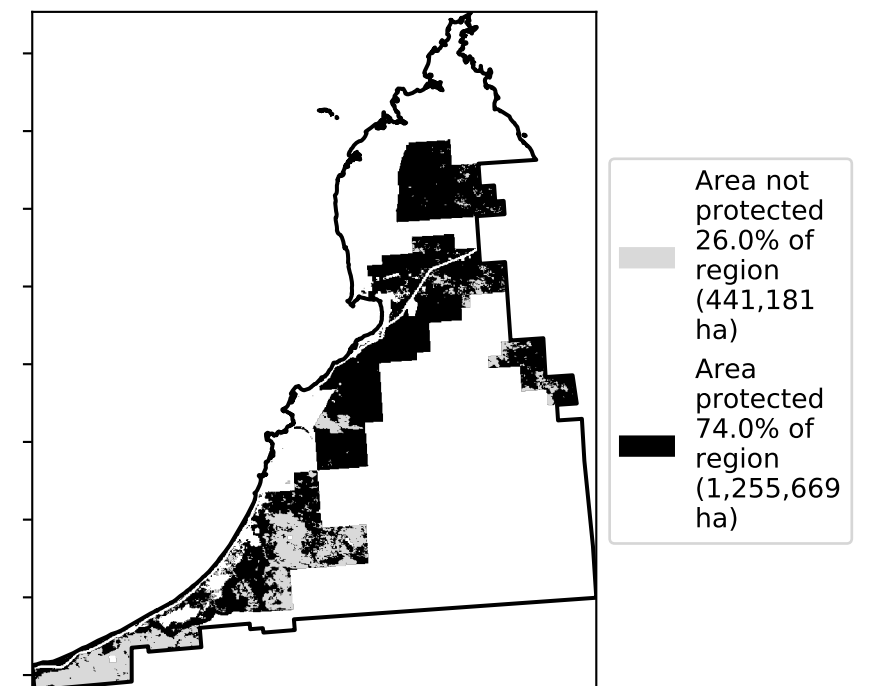 Area not
protected
26.0% of
region
(441,181
ha)
Area
protected
74.0% of
region
(1,255,669
ha)